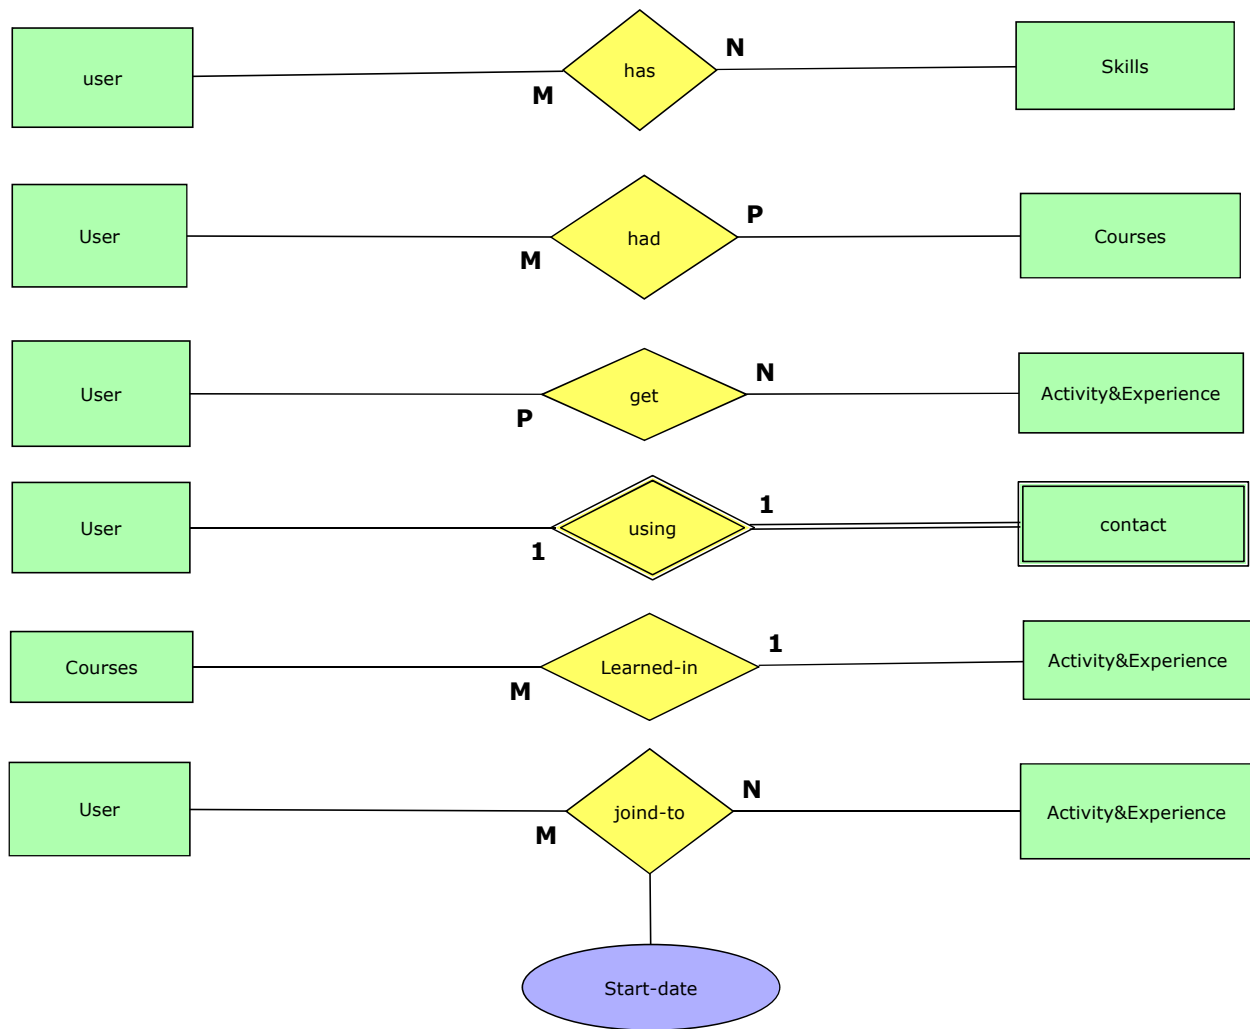 user M has N Skills
User M had P Courses
User P get N Activity&Experience
User 1 using 1 contact
Courses M Learned-in 1 Activity&Experience
User M joind-to N Activity&Experience
Start-date